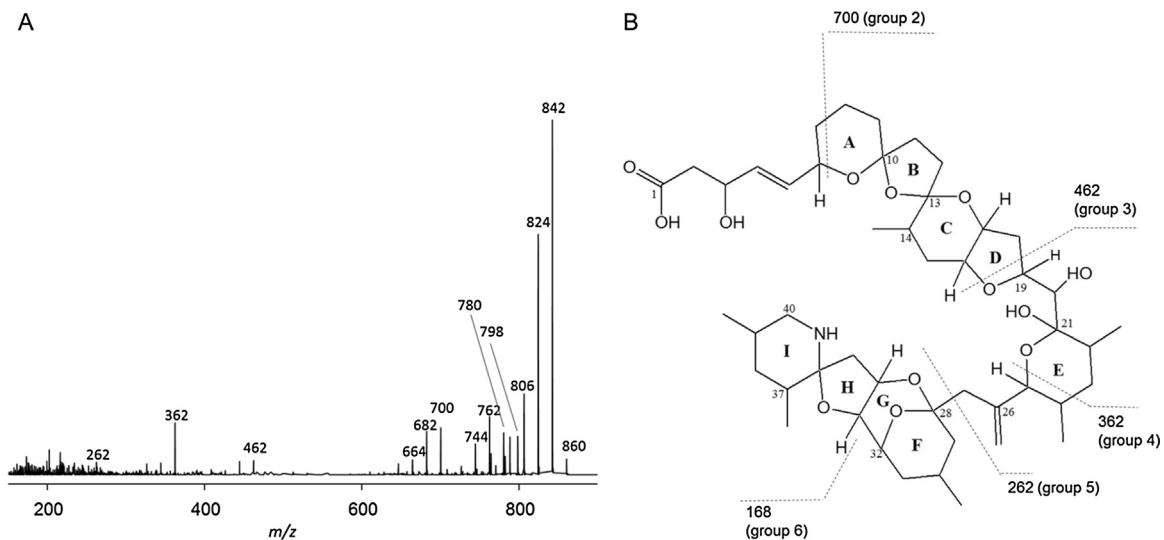 A
B
842
824
780
798
806
762
700
682
744
664
860
362
462
262
200
400
600
800
m/z
700 (group 2)
A
10
B
O
O
O
1
OH
OH
H
O
13
O
H
C
14
D
H
O
19
H
462
(group 3)
HO
HO
21
O
E
H
26
362
(group 4)
40
NH
I
37
H
H
O
O
G
O
28
F
H
32
262 (group 5)
168
(group 6)